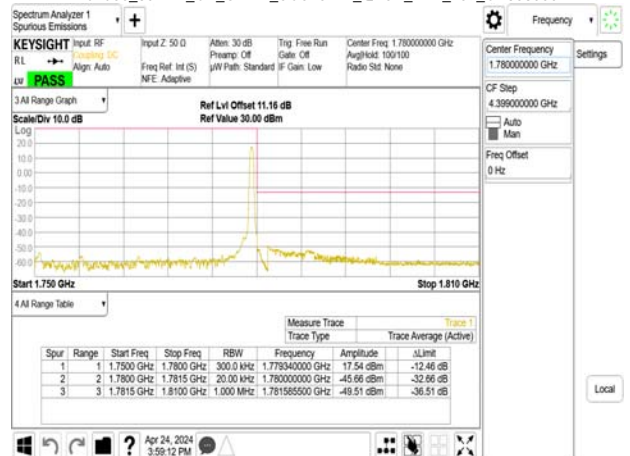 Spectrum Analyzer 1
Spurious Emissions
Frequency
KEYSIGHT Input: RF Input Z: 50 Ω Atten: 30 dB Trig: Free Run Center Freq: 1.780000000 GHz
RL Coupling: DC Preamp: Off Gate: Off Avg|Hold: 100/100
Align: Auto Freq Ref: Int (S) µW Path: Standard IF Gain: Low Radio Std: None
LW PASS NFE: Adaptive
Center Frequency
1.780000000 GHz
Settings
CF Step
4.399000000 GHz
Auto
Man
Freq Offset
0 Hz
3 All Range Graph
Ref Lvl Offset 11.16 dB
Scale/Div 10.0 dB Ref Value 30.00 dBm
Log
20.0
10.0
0.00
-10.0
-20.0
-30.0
-40.0
-50.0
-60.0
Start 1.750 GHz Stop 1.810 GHz
4 All Range Table
Measure Trace Trace 1
Trace Type Trace Average (Active)
Spur Range Start Freq Stop Freq RBW Frequency Amplitude ΔLimit
1 1 1.7500 GHz 1.7800 GHz 300.0 kHz 1.779340000 GHz 17.54 dBm -12.46 dB
2 2 1.7800 GHz 1.7815 GHz 20.00 kHz 1.780000000 GHz -45.66 dBm -32.66 dB
3 3 1.7815 GHz 1.8100 GHz 1.000 MHz 1.781585500 GHz -49.51 dBm -36.51 dB
Local
Apr 24, 2024
3:59:12 PM